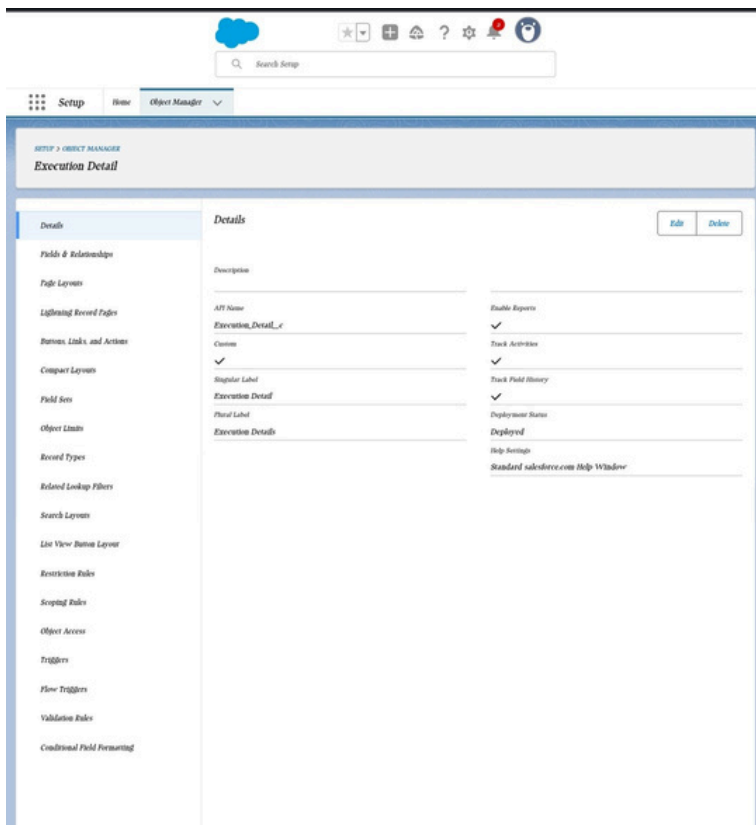 Search Setup
Setup
Home
Object Manager
SETUP > OBJECT MANAGER
Execution Detail
Details
Fields & Relationships
Page Layouts
Lightning Record Pages
Buttons, Links, and Actions
Compact Layouts
Field Sets
Object Limits
Record Types
Related Lookup Filters
Search Layouts
List View Button Layout
Restriction Rules
Scoping Rules
Object Access
Triggers
Flow Triggers
Validation Rules
Conditional Field Formatting
Details
Edit
Delete
Description
API Name
Execution_Detail__c
Custom
Singular Label
Execution Detail
Plural Label
Execution Details
Enable Reports
Track Activities
Track Field History
Deployment Status
Deployed
Help Settings
Standard salesforce.com Help Window